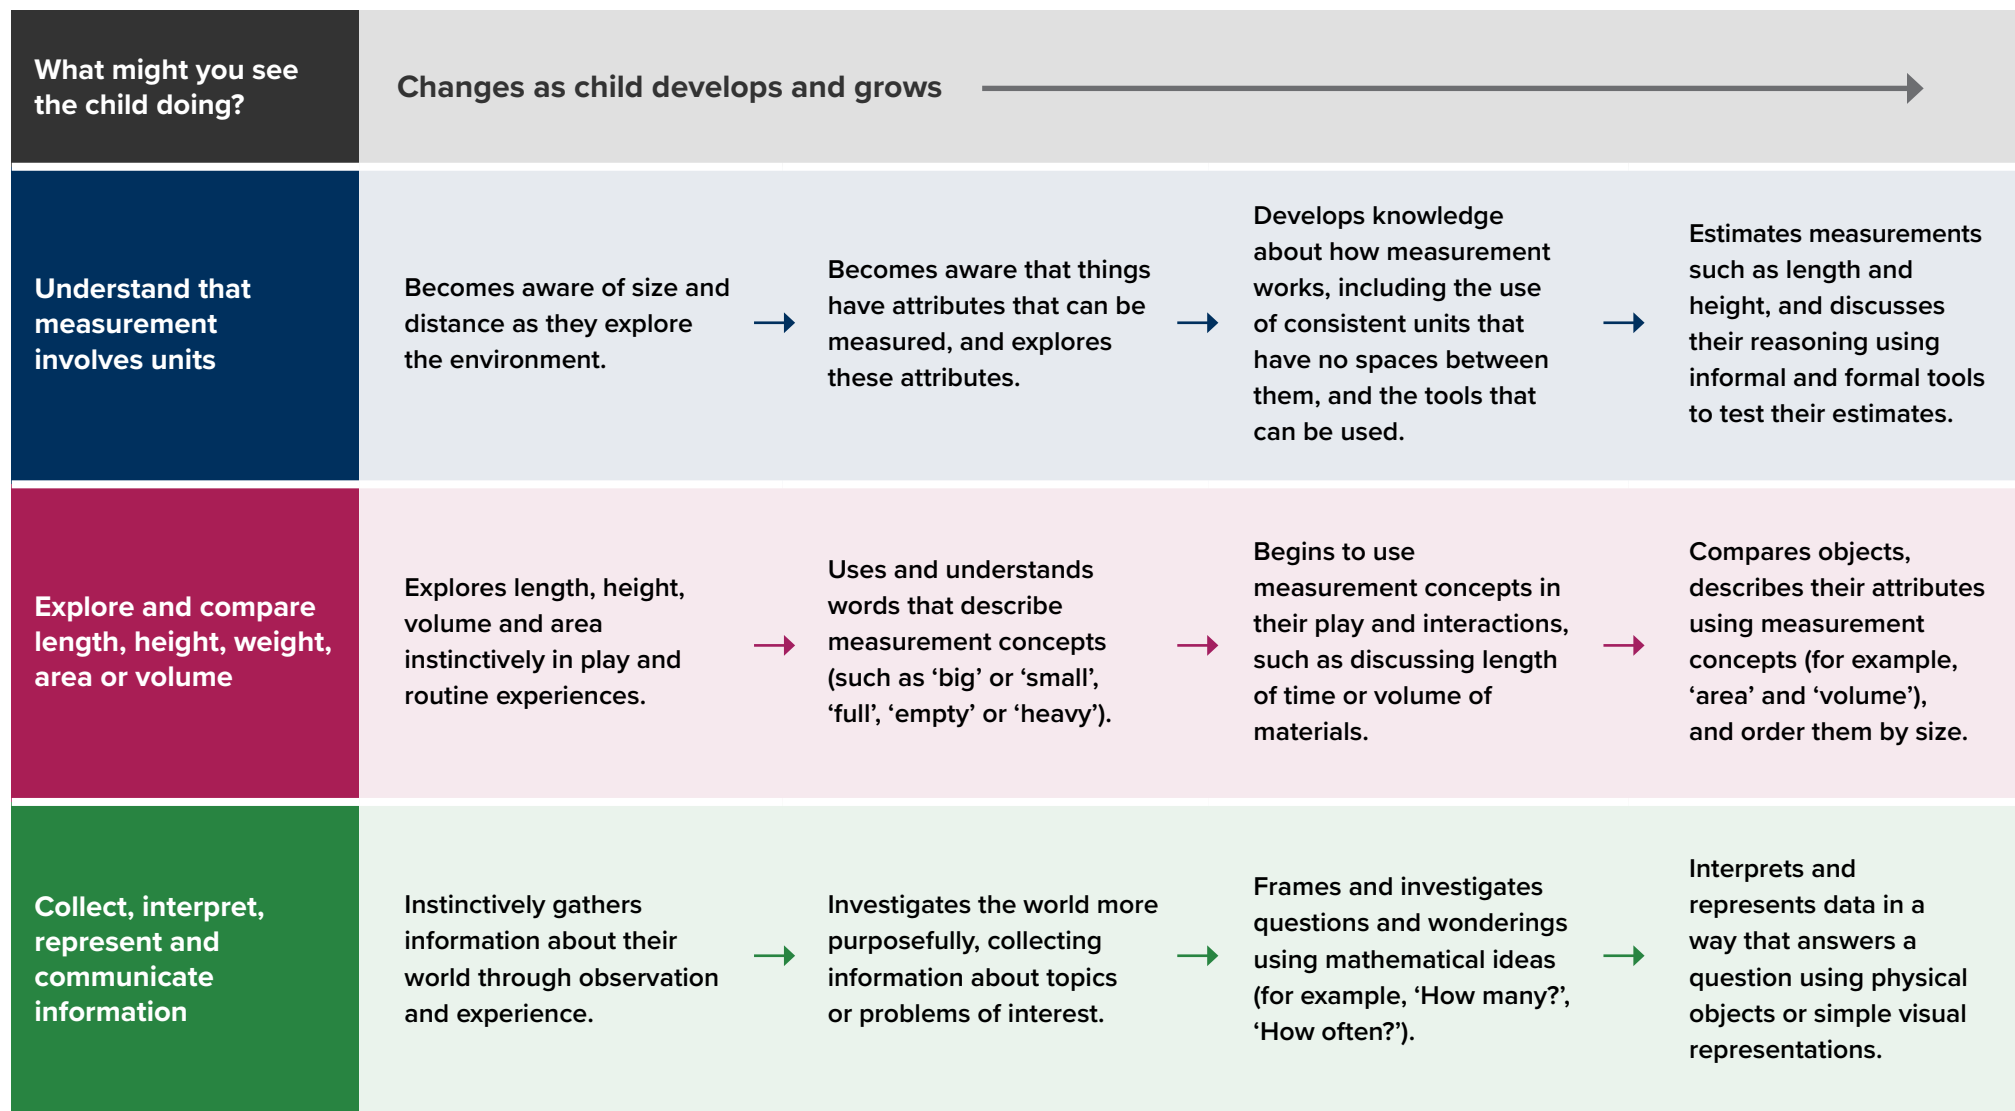 What might you see
the child doing?
Changes as child develops and grows
Understand that
measurement
involves units
Becomes aware of size and
distance as they explore
the environment.
Becomes aware that things
have attributes that can be
measured, and explores
these attributes.
Develops knowledge
about how measurement
works, including the use
of consistent units that
have no spaces between
them, and the tools that
can be used.
Estimates measurements
such as length and
height, and discusses
their reasoning using
informal and formal tools
to test their estimates.
Explore and compare
length, height, weight,
area or volume
Explores length, height,
volume and area
instinctively in play and
routine experiences.
Uses and understands
words that describe
measurement concepts
(such as ‘big’ or ‘small’,
‘full’, ‘empty’ or ‘heavy’).
Begins to use
measurement concepts in
their play and interactions,
such as discussing length
of time or volume of
materials.
Compares objects,
describes their attributes
using measurement
concepts (for example,
‘area’ and ‘volume’),
and order them by size.
Collect, interpret,
represent and
communicate
information
Instinctively gathers
information about their
world through observation
and experience.
Investigates the world more
purposefully, collecting
information about topics
or problems of interest.
Frames and investigates
questions and wonderings
using mathematical ideas
(for example, ‘How many?’,
‘How often?’).
Interprets and
represents data in a
way that answers a
question using physical
objects or simple visual
representations.